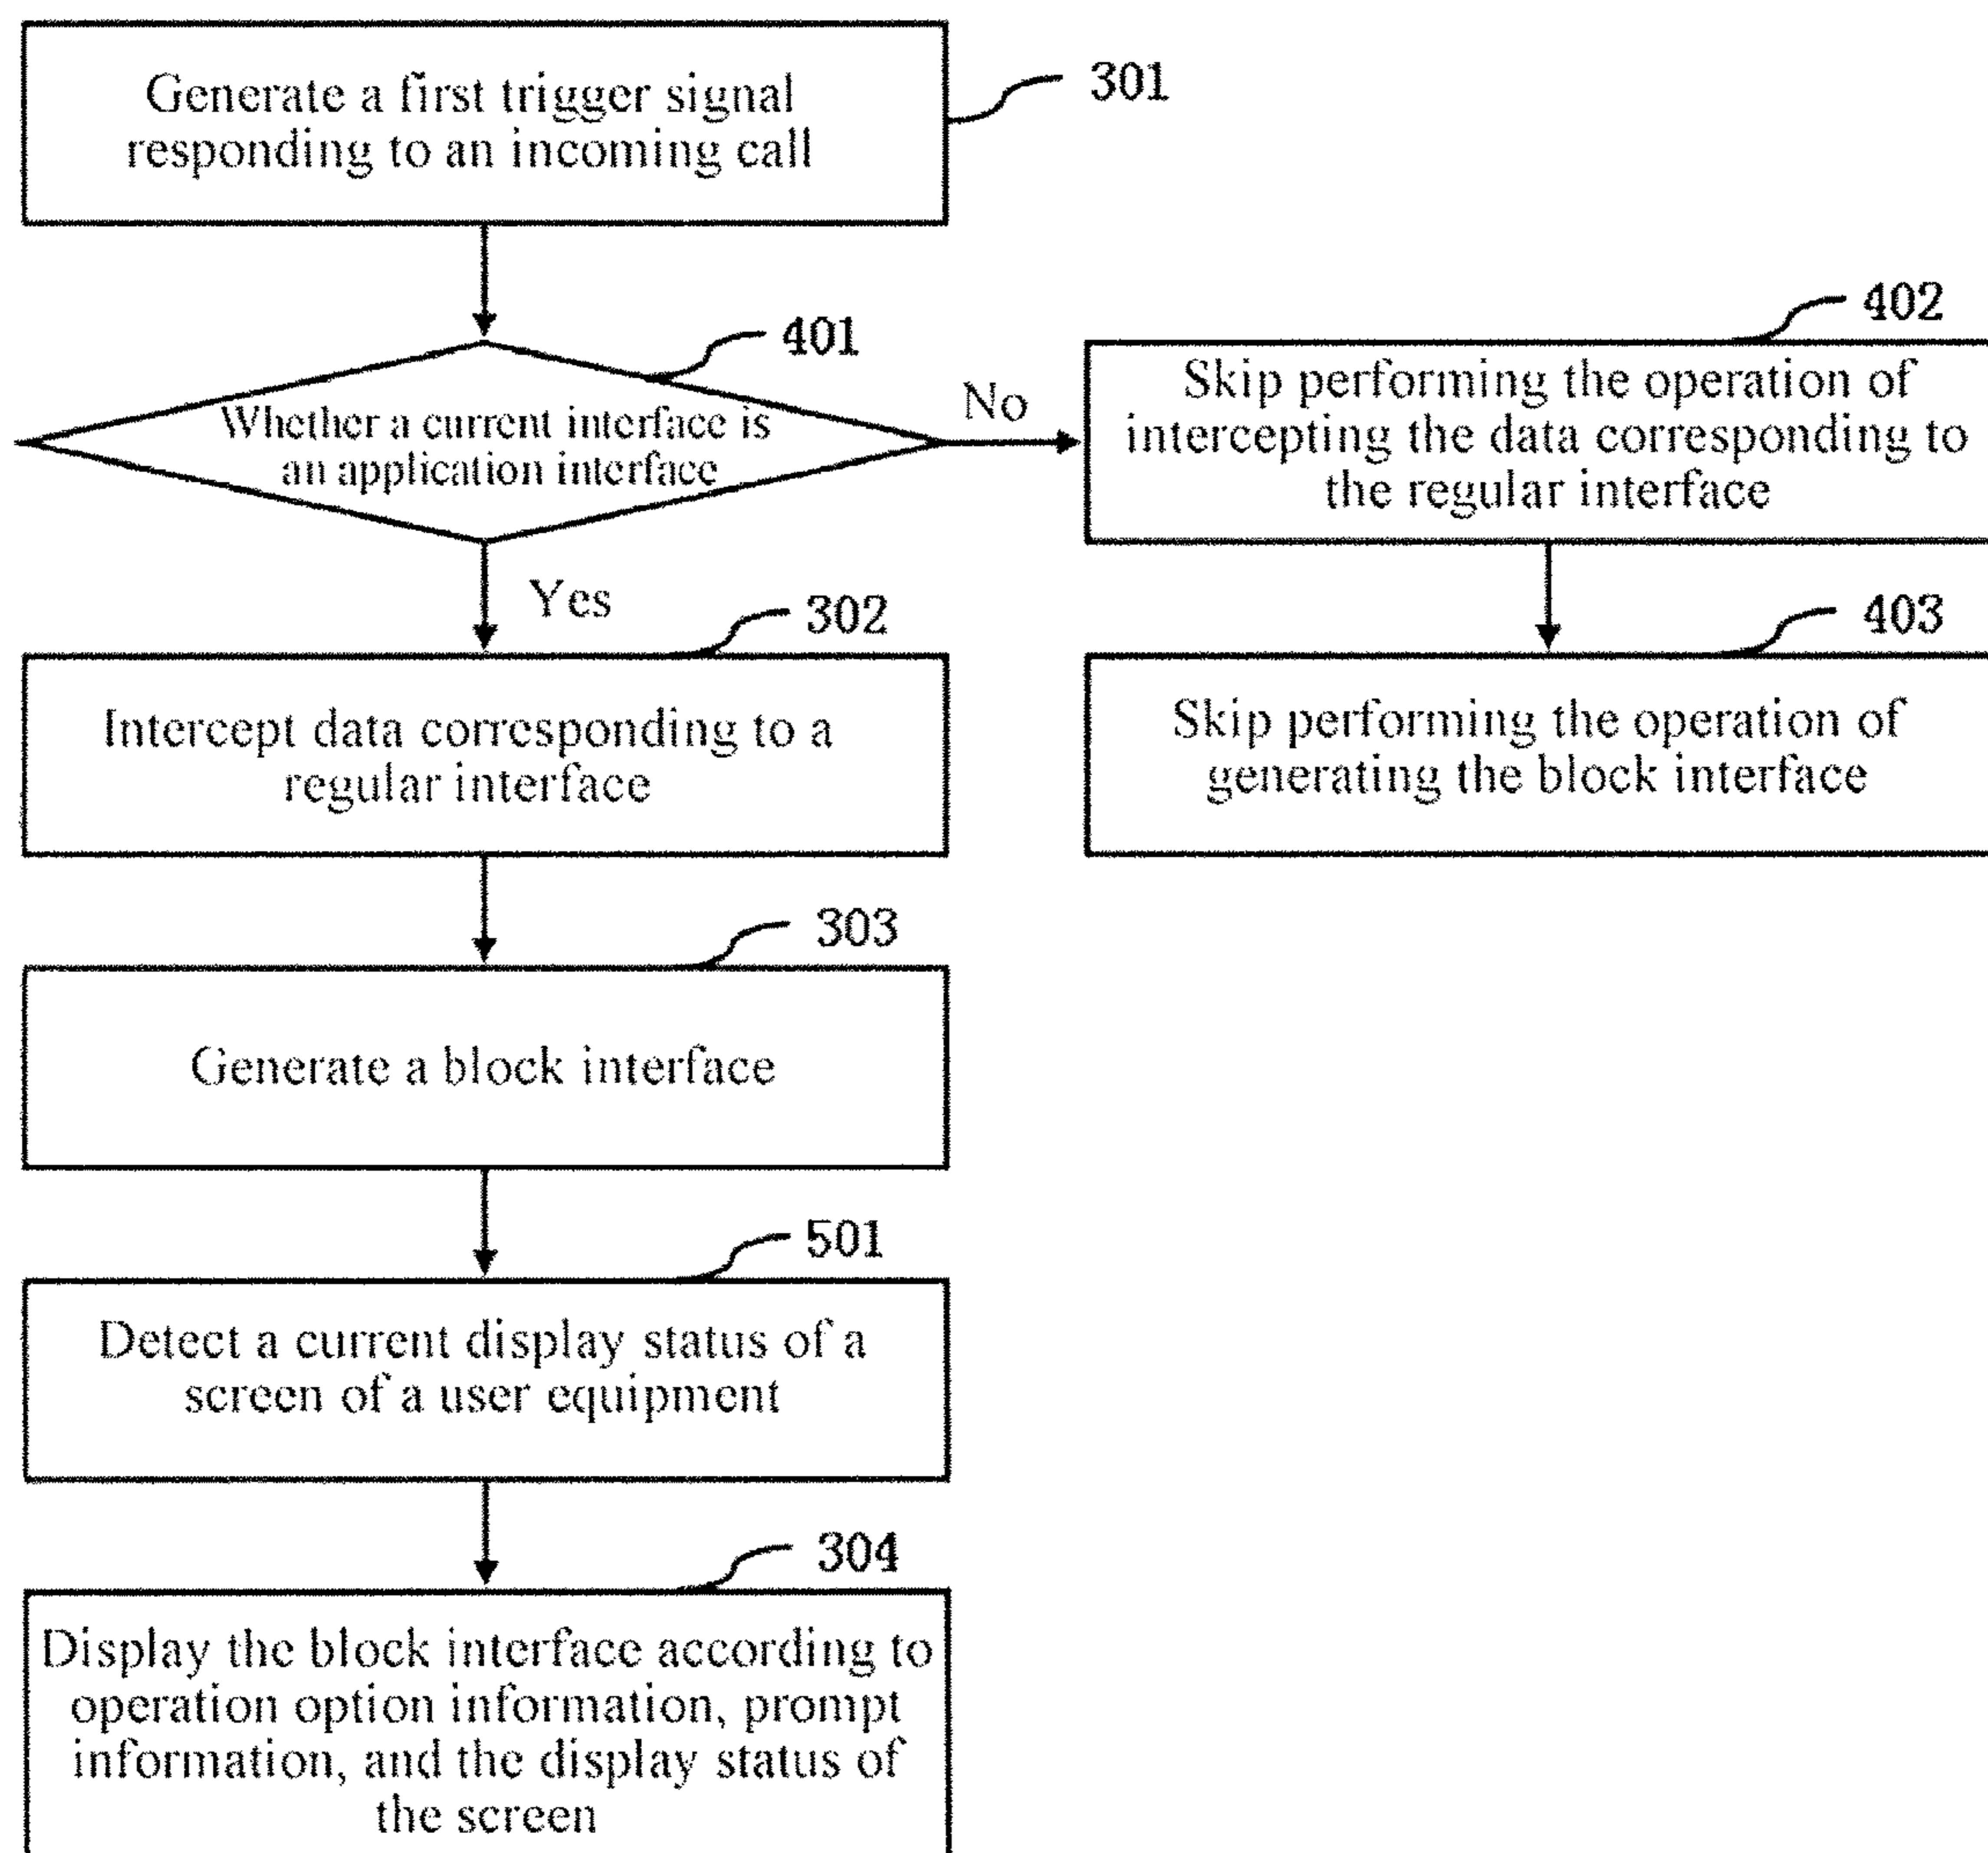 Generate a first trigger signal
responding to an incoming call
301
401
Whether a current interface is
an application interface
No
402
Skip performing the operation of
intercepting the data corresponding to
the regular interface
Yes
302
Intercept data corresponding to a
regular interface
403
Skip performing the operation of
generating the block interface
303
Generate a block interface
501
Detect a current display status of a
screen of a user equipment
304
Display the block interface according to
operation option information, prompt
information, and the display status of
the screen